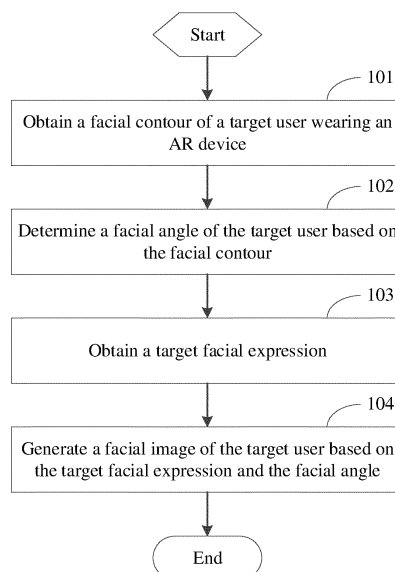 Start
101
Obtain a facial contour of a target user wearing an
AR device
102
Determine a facial angle of the target user based on
the facial contour
103
Obtain a target facial expression
104
Generate a facial image of the target user based on
the target facial expression and the facial angle
End